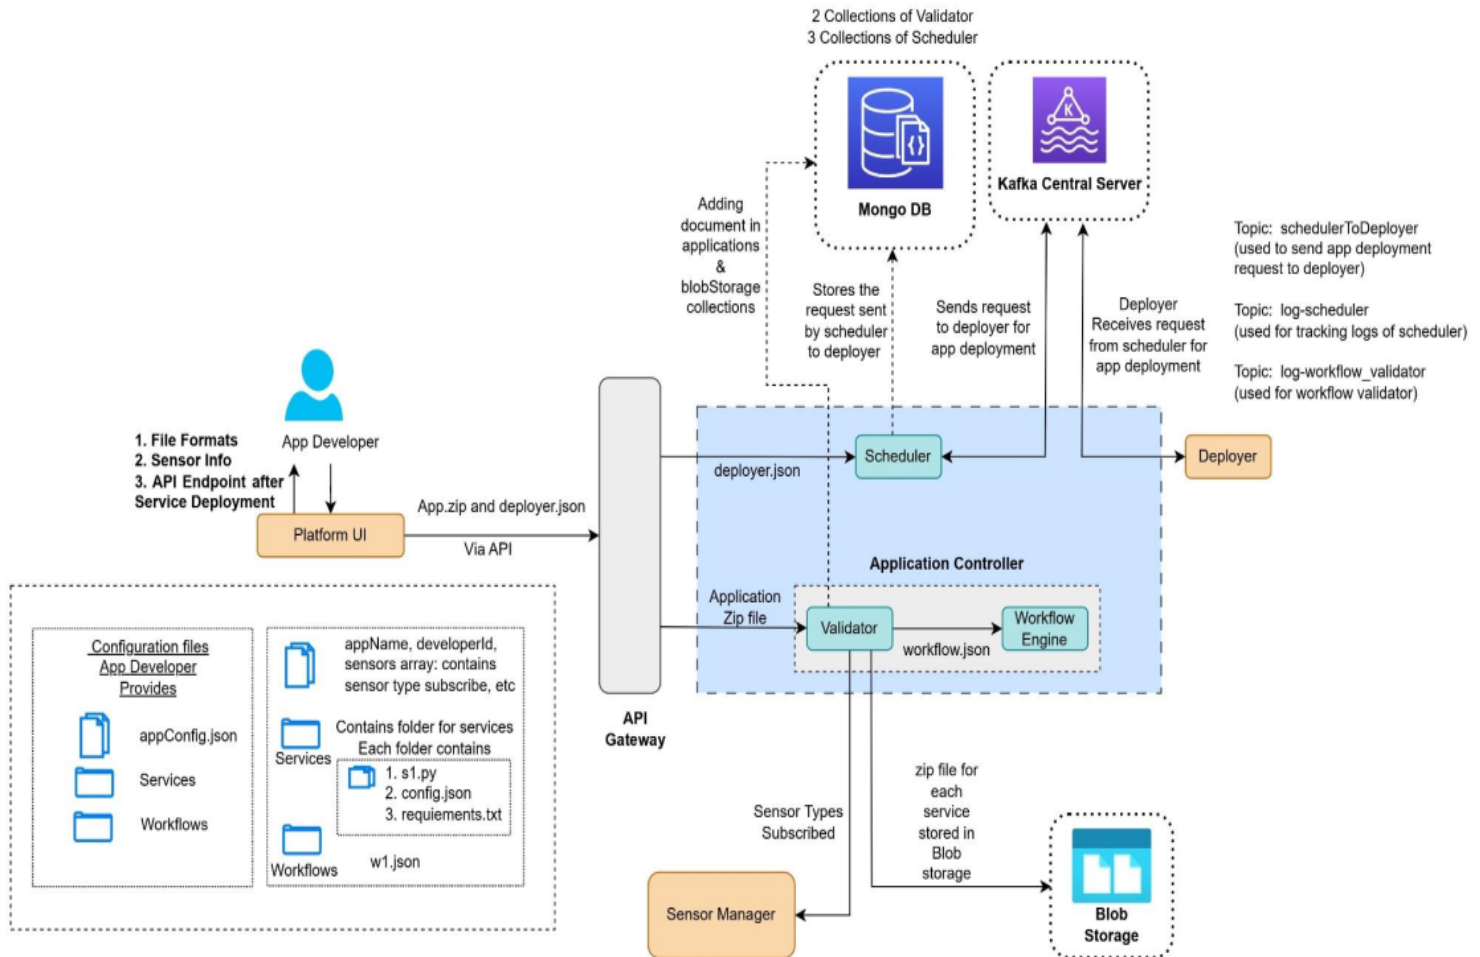 2 Collections of Validator
3 Collections of Scheduler
Mongo DB
K
Kafka Central Server
Adding
document in
applications
&
blobStorage
collections
Stores the
request sent
by scheduler
to deployer
Sends request
to deployer for
app deployment
Deployer
Receives request
from scheduler for
app deployment
Topic: schedulerToDeployer
(used to send app deployment
request to deployer)
Topic: log-scheduler
(used for tracking logs of scheduler)
Topic: log-workflow_validator
(used for workflow validator)
App Developer
1. File Formats
2. Sensor Info
3. API Endpoint after
Service Deployment
Platform UI
App.zip and deployer.json
Via API
API
Gateway
deployer.json
Scheduler
Deployer
Application Controller
Application
Zip file
Validator
workflow.json
Workflow
Engine
Configuration files
App Developer
Provides
appConfig.json
Services
Workflows
appName, developerId,
sensors array: contains
sensor type subscribe, etc
Contains folder for services
Each folder contains
Services
1. s1.py
2. config.json
3. requiements.txt
Workflows
w1.json
Sensor Types
Subscribed
Sensor Manager
zip file for
each
service
stored in
Blob
storage
Blob
Storage